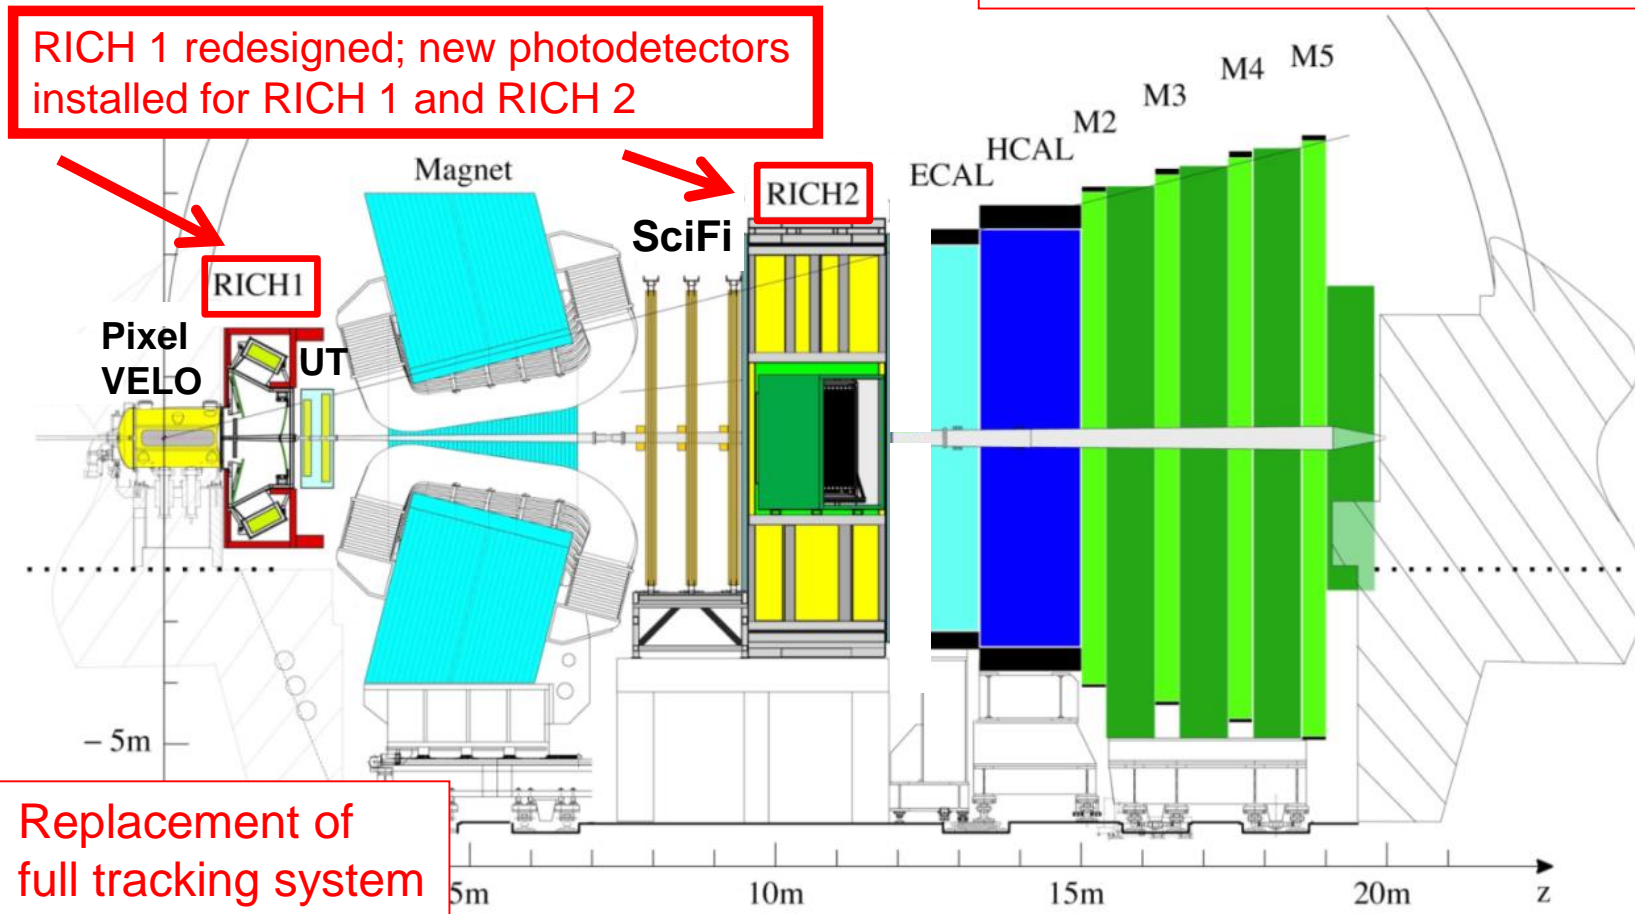 RICH 1 redesigned; new photodetectors
installed for RICH 1 and RICH 2
M5
M4
M3
M2
HCAL
ECAL
Magnet
RICH2
SciFi
RICH1
Pixel
VELO
UT
– 5m
Replacement of
full tracking system
5m
10m
15m
20m
z